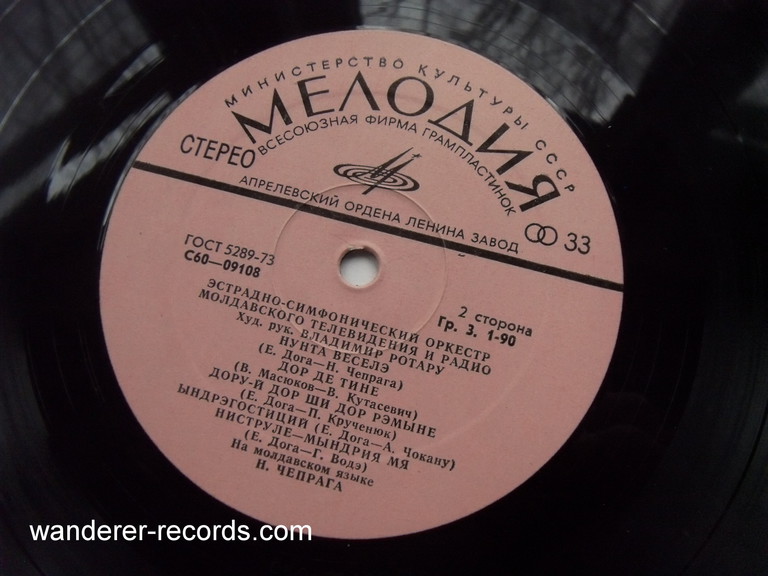 МИНИСТЕРСТВО КУЛЬТУРЫ СССР
МЕЛОДИЯ
ВСЕСОЮЗНАЯ ФИРМА ГРАМПЛАСТИНОК
СТЕРЕО
АПРЕЛЕВСКИЙ ОРДЕНА ЛЕНИНА ЗАВОД
33
ГОСТ 5289-73
С60—09108
2 сторона
Гр. 3. 1-90
ЭСТРАДНО-СИМФОНИЧЕСКИЙ ОРКЕСТР
МОЛДАВСКОГО ТЕЛЕВИДЕНИЯ И РАДИО
Худ. рук. ВЛАДИМИР РОТАРУ
НУНТА ВЕСЕЛЭ
(Е. Дога—Н. Чепрага)
ДОР ДЕ ТИНЕ
(В. Масюков—В. Кутасевич)
ДОРУ-Й ДОР ШИ ДОР РЭМЫНЕ
(Е. Дога—П. Крученюк)
ЫНДРЭГОСТИЦИЙ (Е. Дога—А. Чокану)
НИСТРУЛЕ—МЫНДРИЯ МЯ
(Е. Дога—Г. Водэ)
На молдавском языке
Н. ЧЕПРАГА
wanderer-records.com